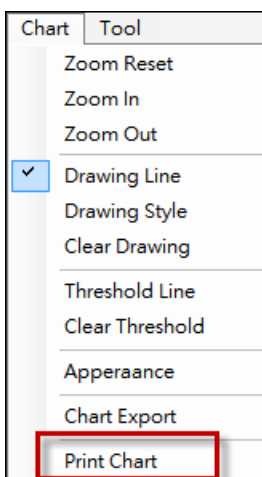 Chart Tool
Zoom Reset
Zoom In
Zoom Out
Drawing Line
Drawing Style
Clear Drawing
Threshold Line
Clear Threshold
Apperaance
Chart Export
Print Chart